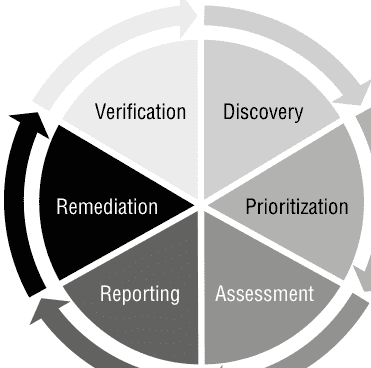 Verification
Discovery
Remediation
Prioritization
Reporting
Assessment